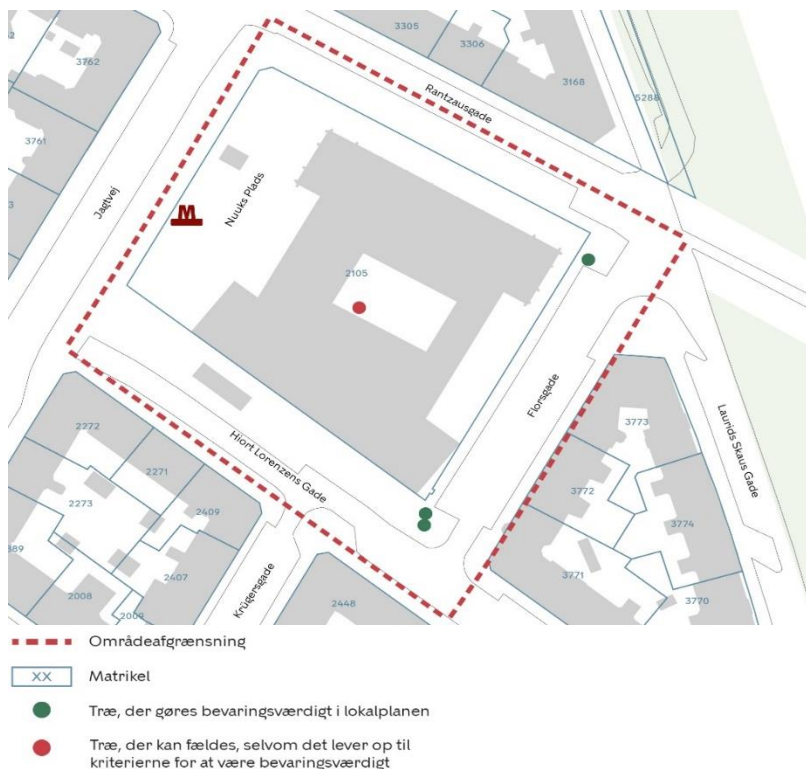 3305
3306
3762
Rantzausgade
3168
5288
3761
Jagtvej
Nuuks Plads
M
2105
Florsgade
Laurids Skaus Gade
2272
3773
2271
Hiort Lorenzens Gade
3772
2273
2409
3774
389
2407
3771
2008
Krügersgade
3770
2009
2448
Områdeafgrænsning
XX Matrikel
Træ, der gøres bevaringsværdigt i lokalplanen
Træ, der kan fældes, selvom det lever op til
kriterierne for at være bevaringsværdigt